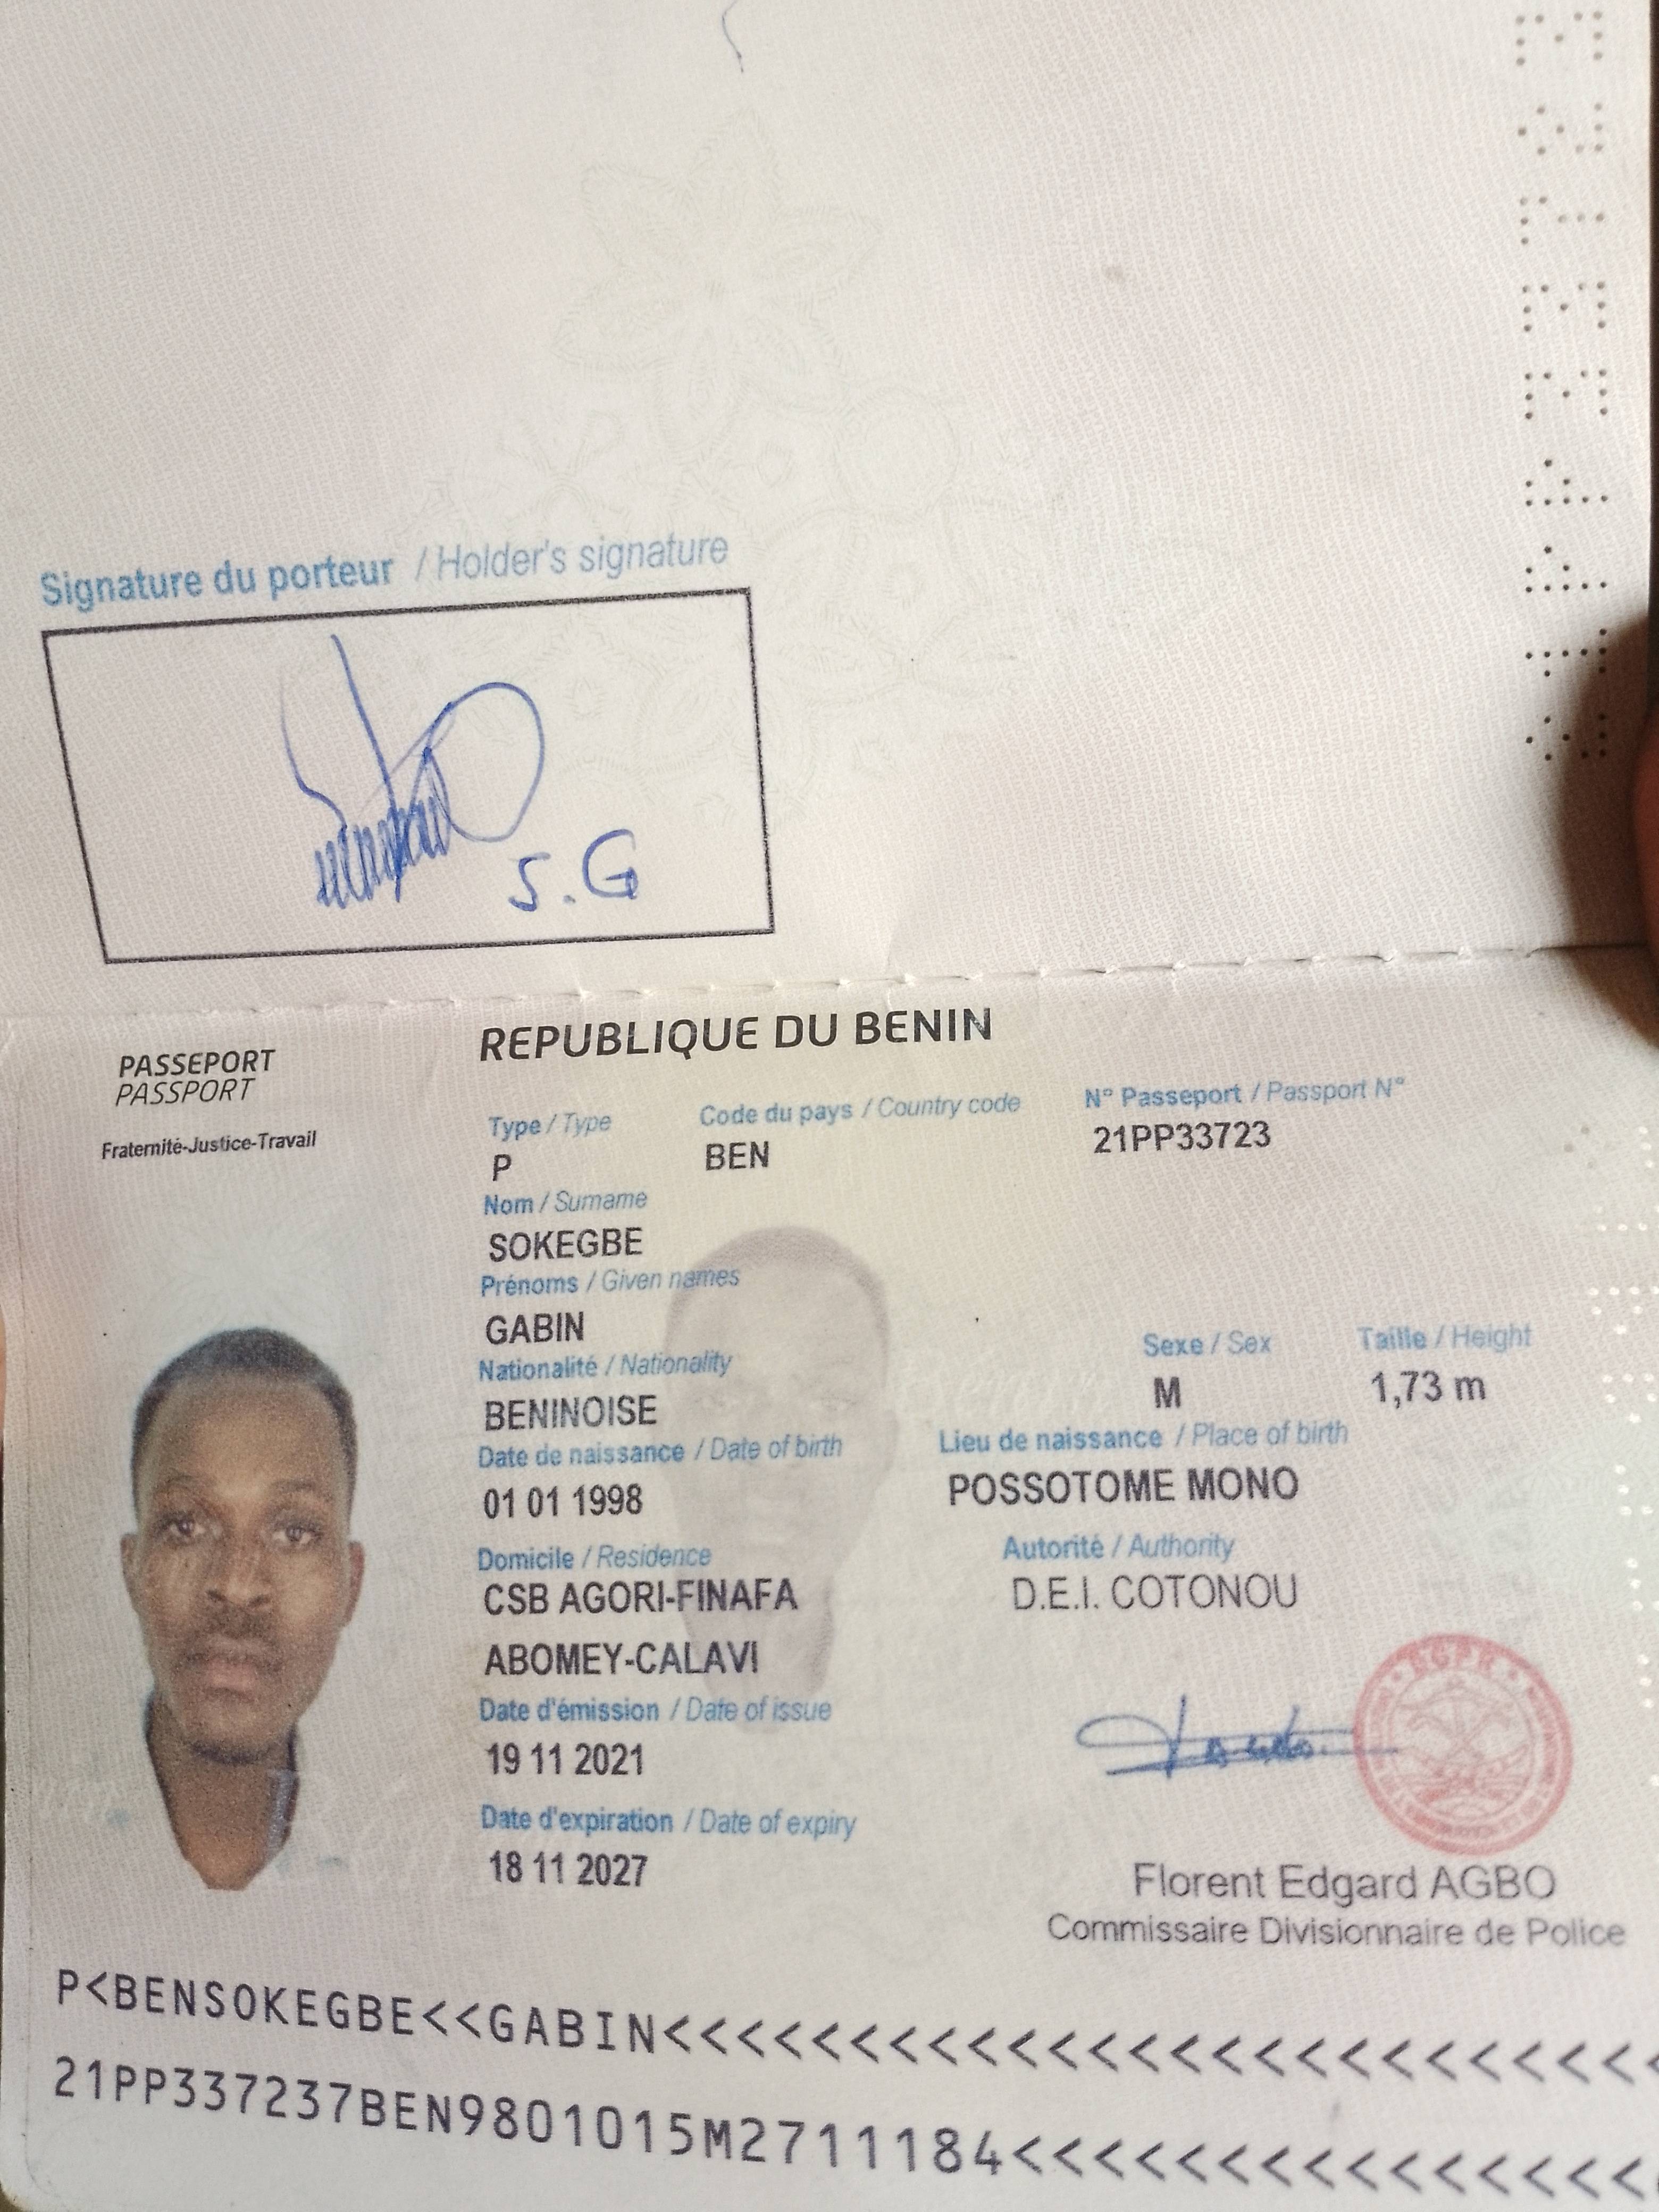 Signature du porteur / Holder's signature
S.G
REPUBLIQUE DU BENIN
PASSEPORT
PASSPORT
Fraternité-Justice-Travail
Type / Type
P
Code du pays / Country code
BEN
N° Passeport / Passport N°
21PP33723
Nom / Surname
SOKEGBE
Prénoms / Given names
GABIN
Nationalité / Nationality
BENINOISE
Sexe / Sex
M
Taille / Height
1,73 m
Date de naissance / Date of birth
01 01 1998
Lieu de naissance / Place of birth
POSSOTOME MONO
Domicile / Residence
CSB AGORI-FINAFA
ABOMEY-CALAVI
Autorité / Authority
D.E.I. COTONOU
Date d'émission / Date of issue
19 11 2021
Date d'expiration / Date of expiry
18 11 2027
Florent Edgard AGBO
Commissaire Divisionnaire de Police
P<BENSOKEGBE<<GABIN<<<<<<<<<<<<<<<<<<<<<<<<<
21PP337237BEN9801015M2711184<<<<<<<<<<<<<<<<